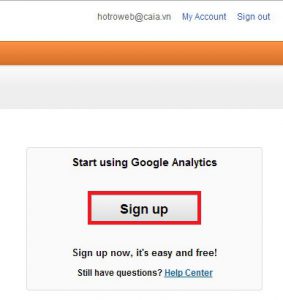 hotroweb@caia.vn My Account Sign out
Start using Google Analytics
Sign up
Sign up now, it's easy and free!
Still have questions? Help Center